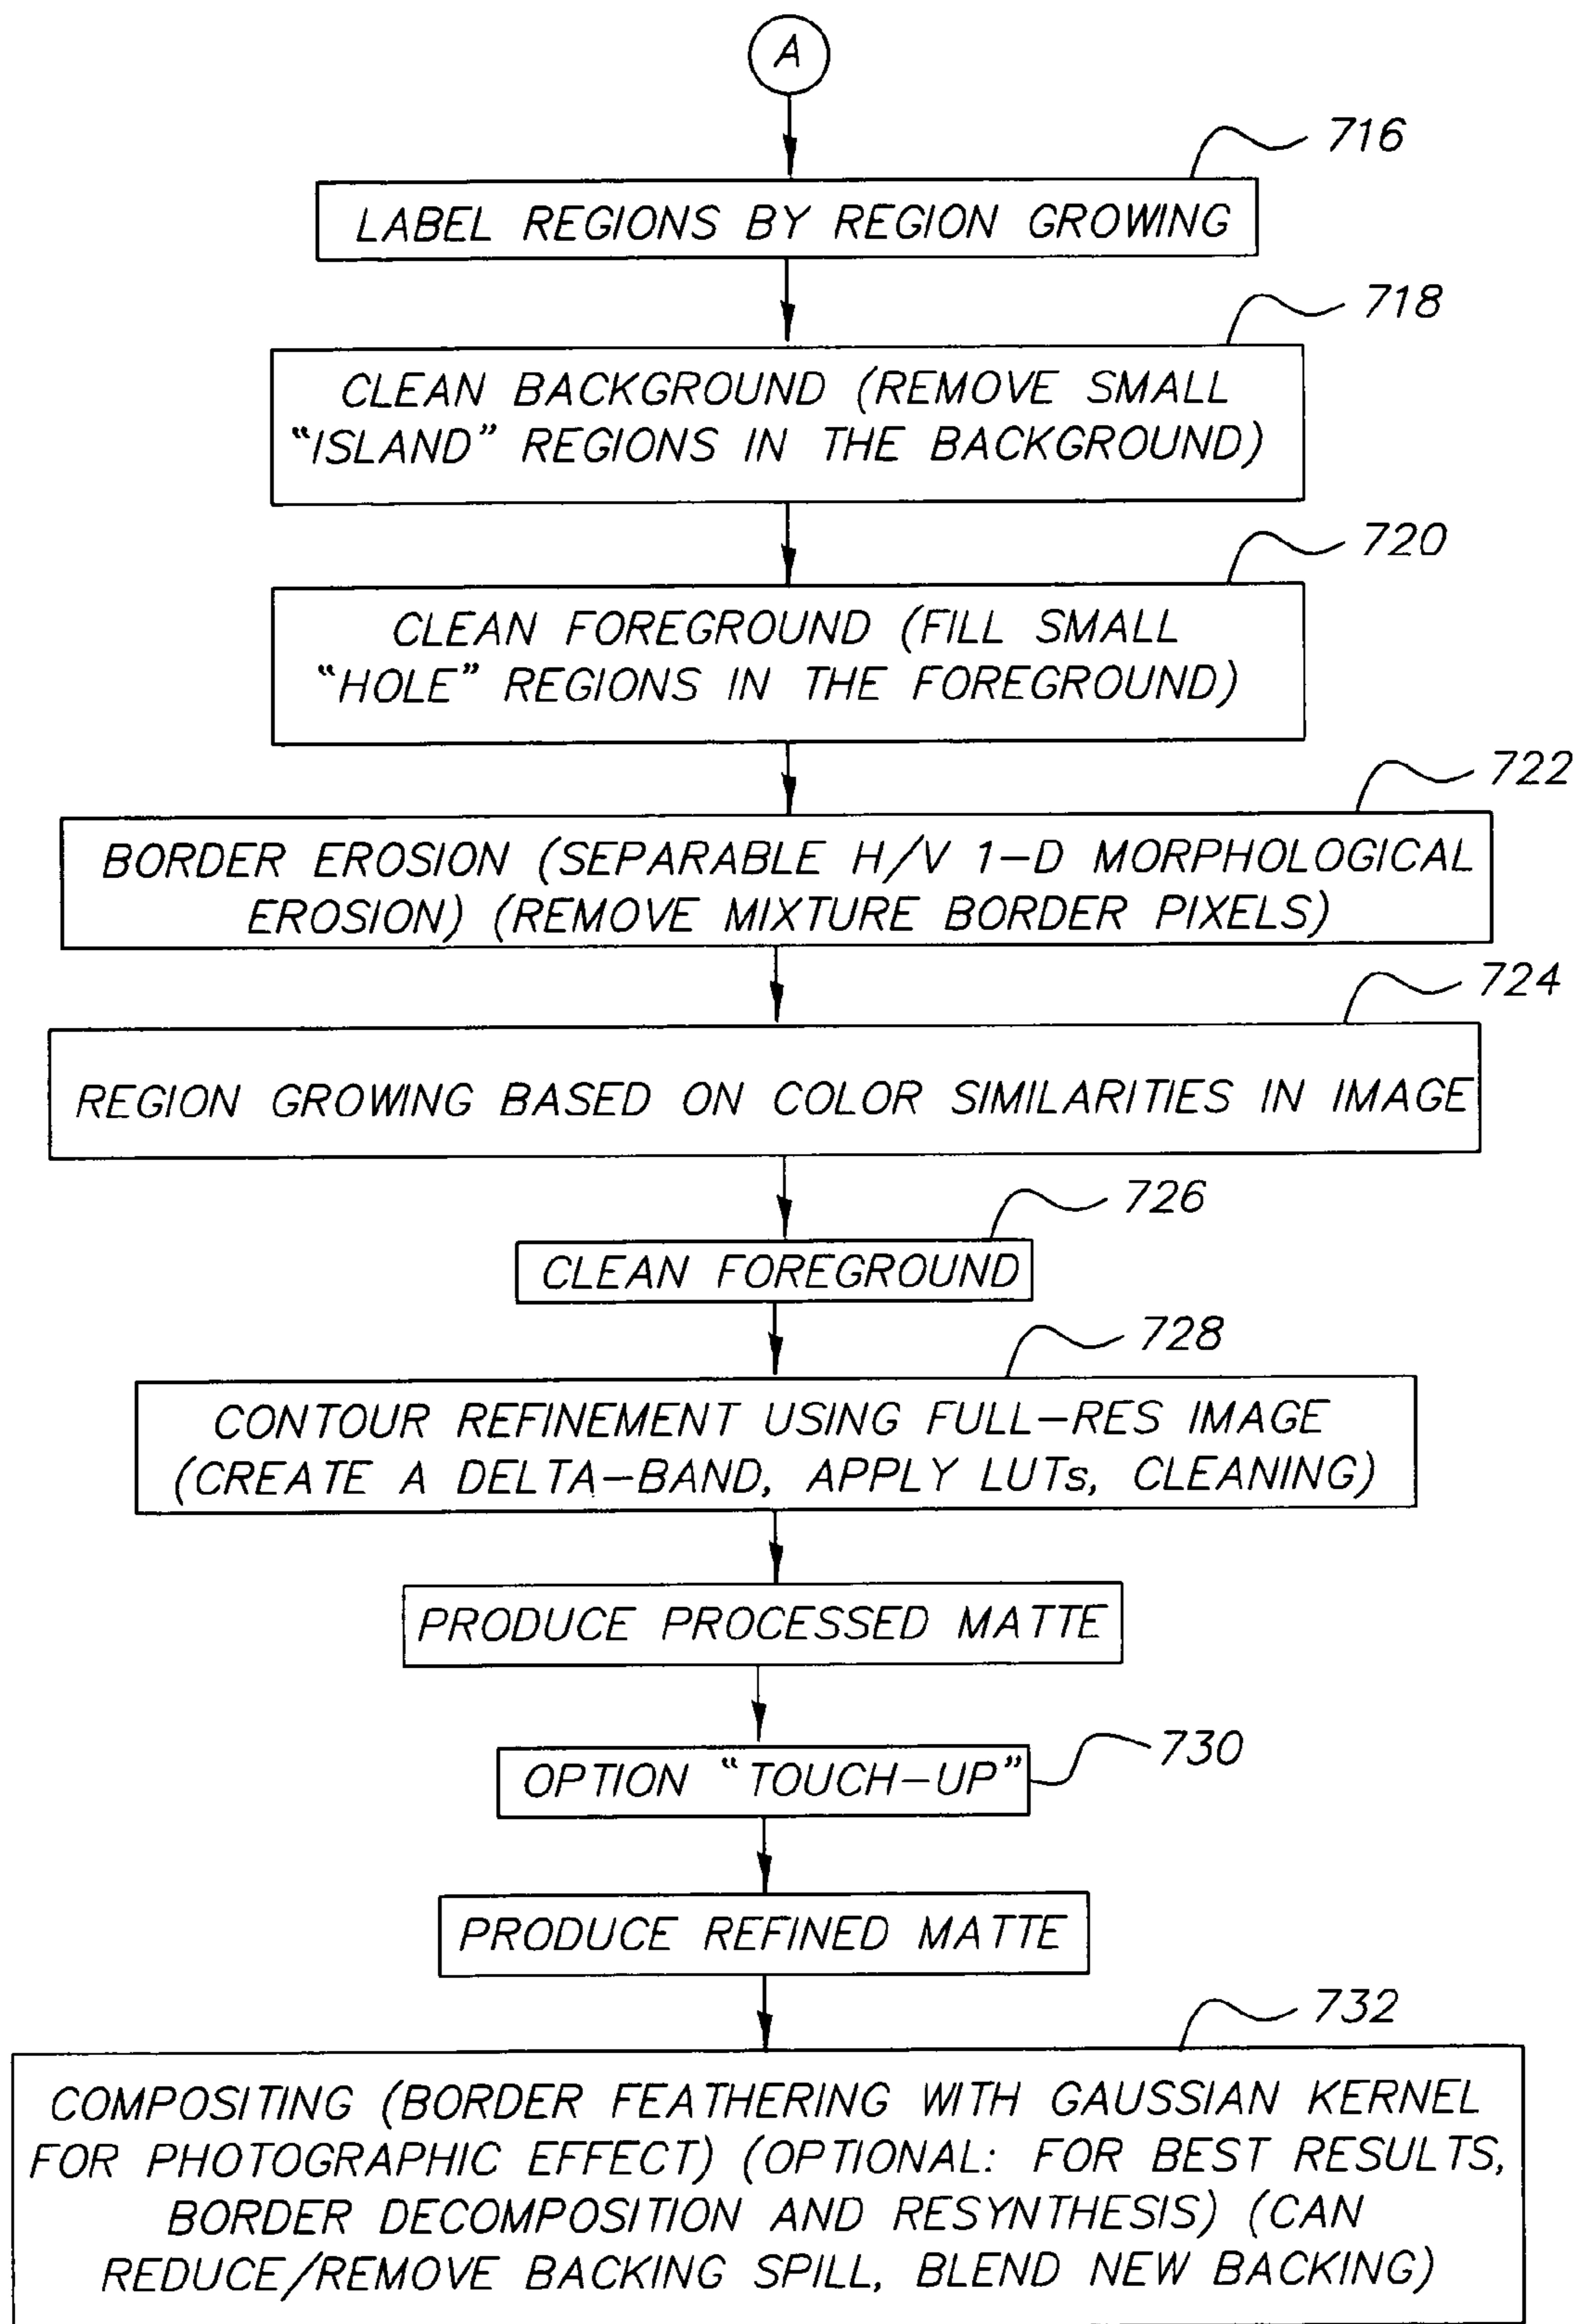 A
716
LABEL REGIONS BY REGION GROWING
718
CLEAN BACKGROUND (REMOVE SMALL
“ISLAND” REGIONS IN THE BACKGROUND)
720
CLEAN FOREGROUND (FILL SMALL
“HOLE” REGIONS IN THE FOREGROUND)
722
BORDER EROSION (SEPARABLE H/V 1-D MORPHOLOGICAL
EROSION) (REMOVE MIXTURE BORDER PIXELS)
724
REGION GROWING BASED ON COLOR SIMILARITIES IN IMAGE
726
CLEAN FOREGROUND
728
CONTOUR REFINEMENT USING FULL-RES IMAGE
(CREATE A DELTA-BAND, APPLY LUTs, CLEANING)
PRODUCE PROCESSED MATTE
730
OPTION “TOUCH-UP”
PRODUCE REFINED MATTE
732
COMPOSITING (BORDER FEATHERING WITH GAUSSIAN KERNEL
FOR PHOTOGRAPHIC EFFECT) (OPTIONAL: FOR BEST RESULTS,
BORDER DECOMPOSITION AND RESYNTHESIS) (CAN
REDUCE/REMOVE BACKING SPILL, BLEND NEW BACKING)